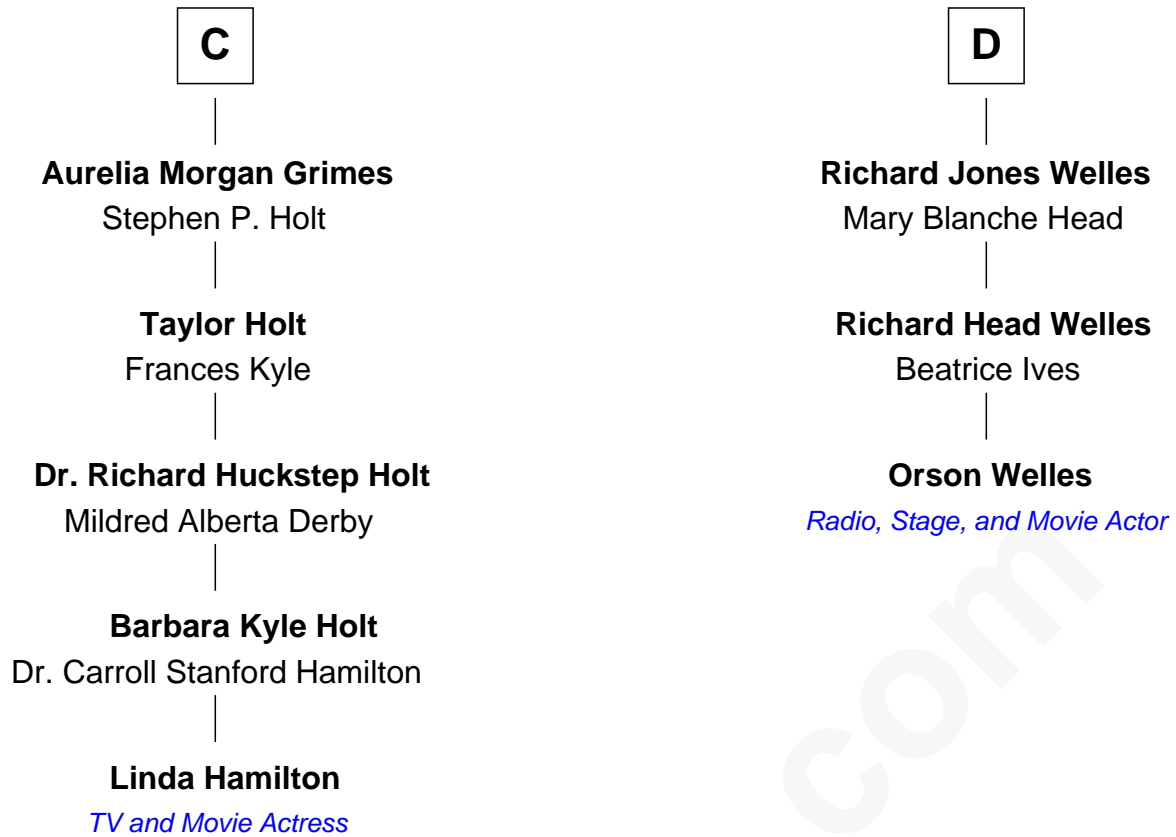 C
Aurelia Morgan Grimes
Stephen P. Holt
Taylor Holt
Frances Kyle
Dr. Richard Huckstep Holt
Mildred Alberta Derby
Barbara Kyle Holt
Dr. Carroll Stanford Hamilton
Linda Hamilton
TV and Movie Actress
D
Richard Jones Welles
Mary Blanche Head
Richard Head Welles
Beatrice Ives
Orson Welles
Radio, Stage, and Movie Actor
com